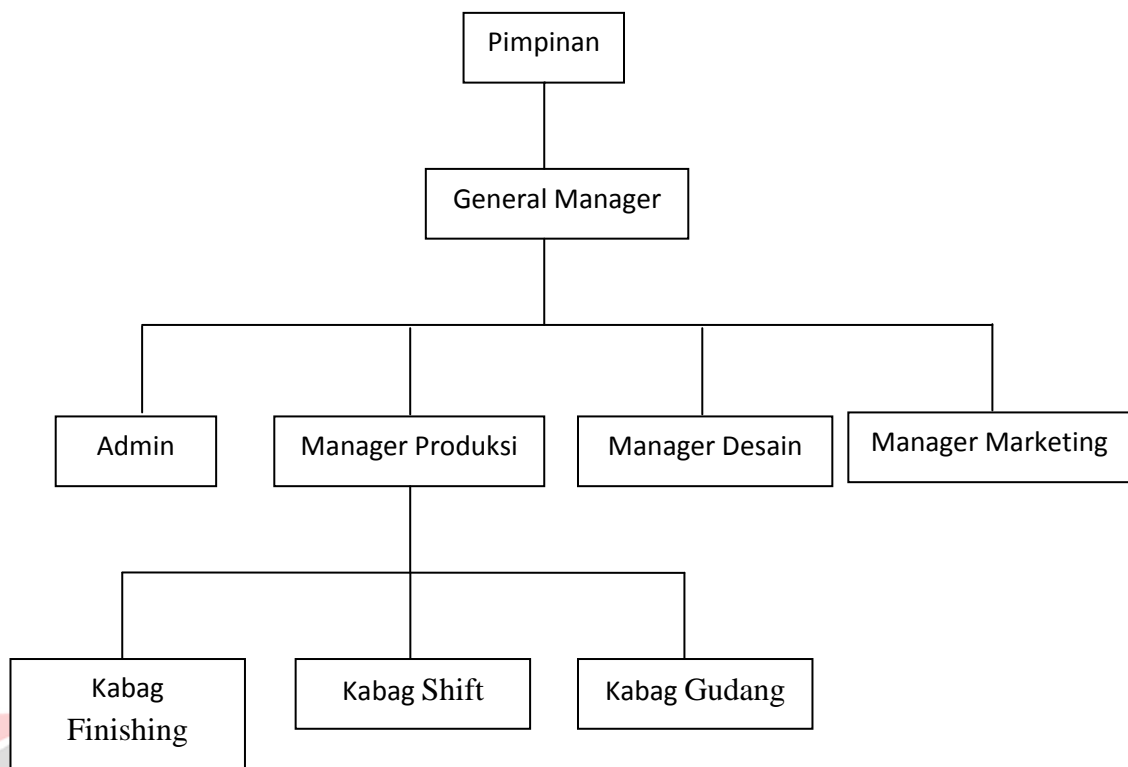 Pimpinan
General Manager
Admin
Manager Produksi
Manager Desain
Manager Marketing
Kabag
Finishing
Kabag Shift
Kabag Gudang